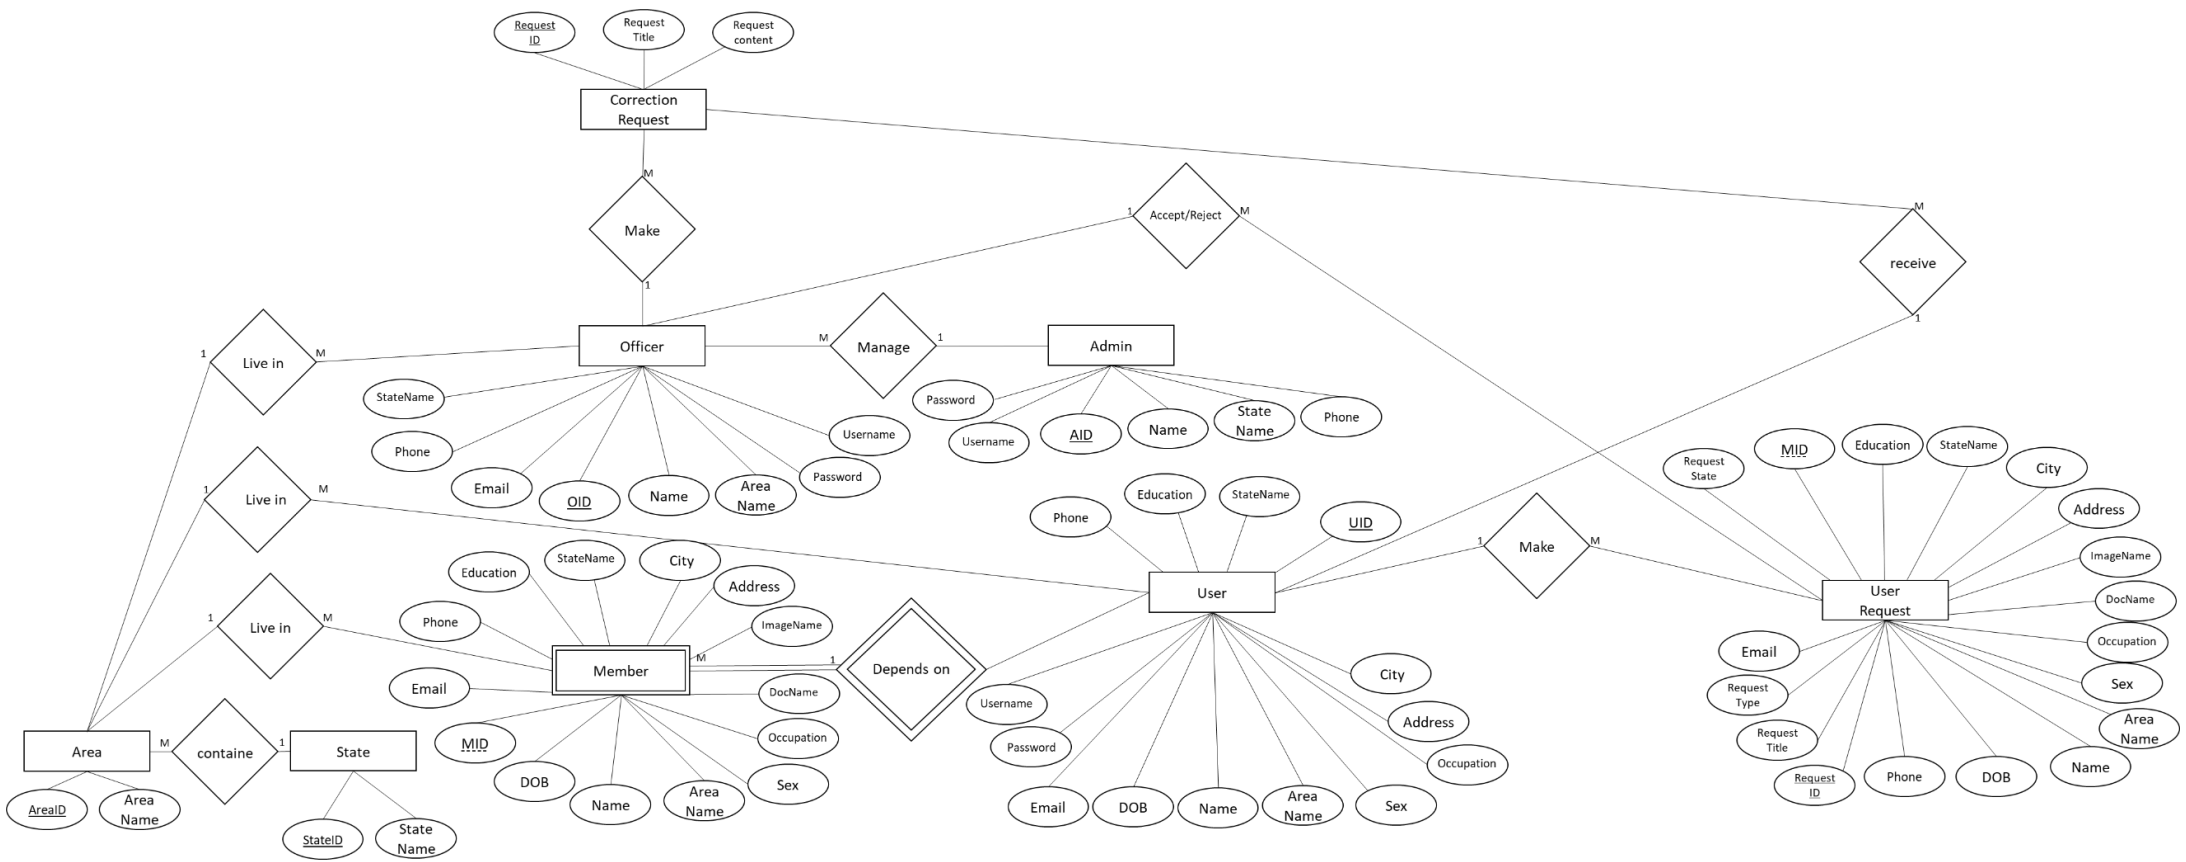 Request
ID
Request
Title
Request
content
Correction
Request
M
Make
1
1
Accept/Reject
M
M
receive
1
1
Live in
M
Officer
M
Manage
1
Admin
StateName
Phone
Email
OID
Name
Area
Name
Password
Username
Password
Username
AID
Name
State
Name
Phone
1
Live in
M
1
Live in
M
Education
StateName
City
Address
ImageName
Phone
Member
M
1
Depends on
Email
DocName
MID
Occupation
DOB
Name
Area
Name
Sex
Area
M
containe
1
State
AreaID
Area
Name
StateID
State
Name
Phone
Education
StateName
UID
User
1
Make
M
Username
Password
Email
DOB
Name
Area
Name
Sex
Occupation
Address
City
Request
State
MID
Education
StateName
City
Address
ImageName
User
Request
DocName
Occupation
Email
Sex
Request
Type
Area
Name
Request
Title
Name
Request
ID
Phone
DOB